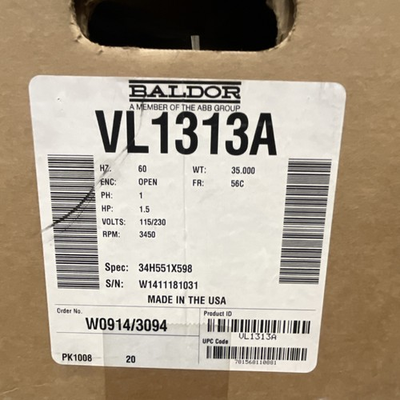 BALDOR
A MEMBER OF THE ABB GROUP
VL1313A
HZ: 60 WT: 35.000
ENC: OPEN FR: 56C
PH: 1
HP: 1.5
VOLTS: 115/230
RPM: 3450
Spec: 34H551X598
S/N: W1411181031
MADE IN THE USA
Order No. Product ID
W0914/3094
VL1313A
UPC Code
781568110881
PK1008 20